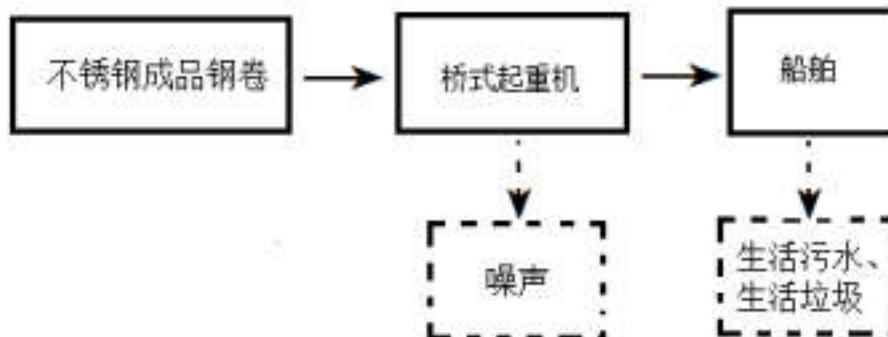 不锈钢成品钢卷
桥式起重机
船舶
噪声
生活污水、
生活垃圾